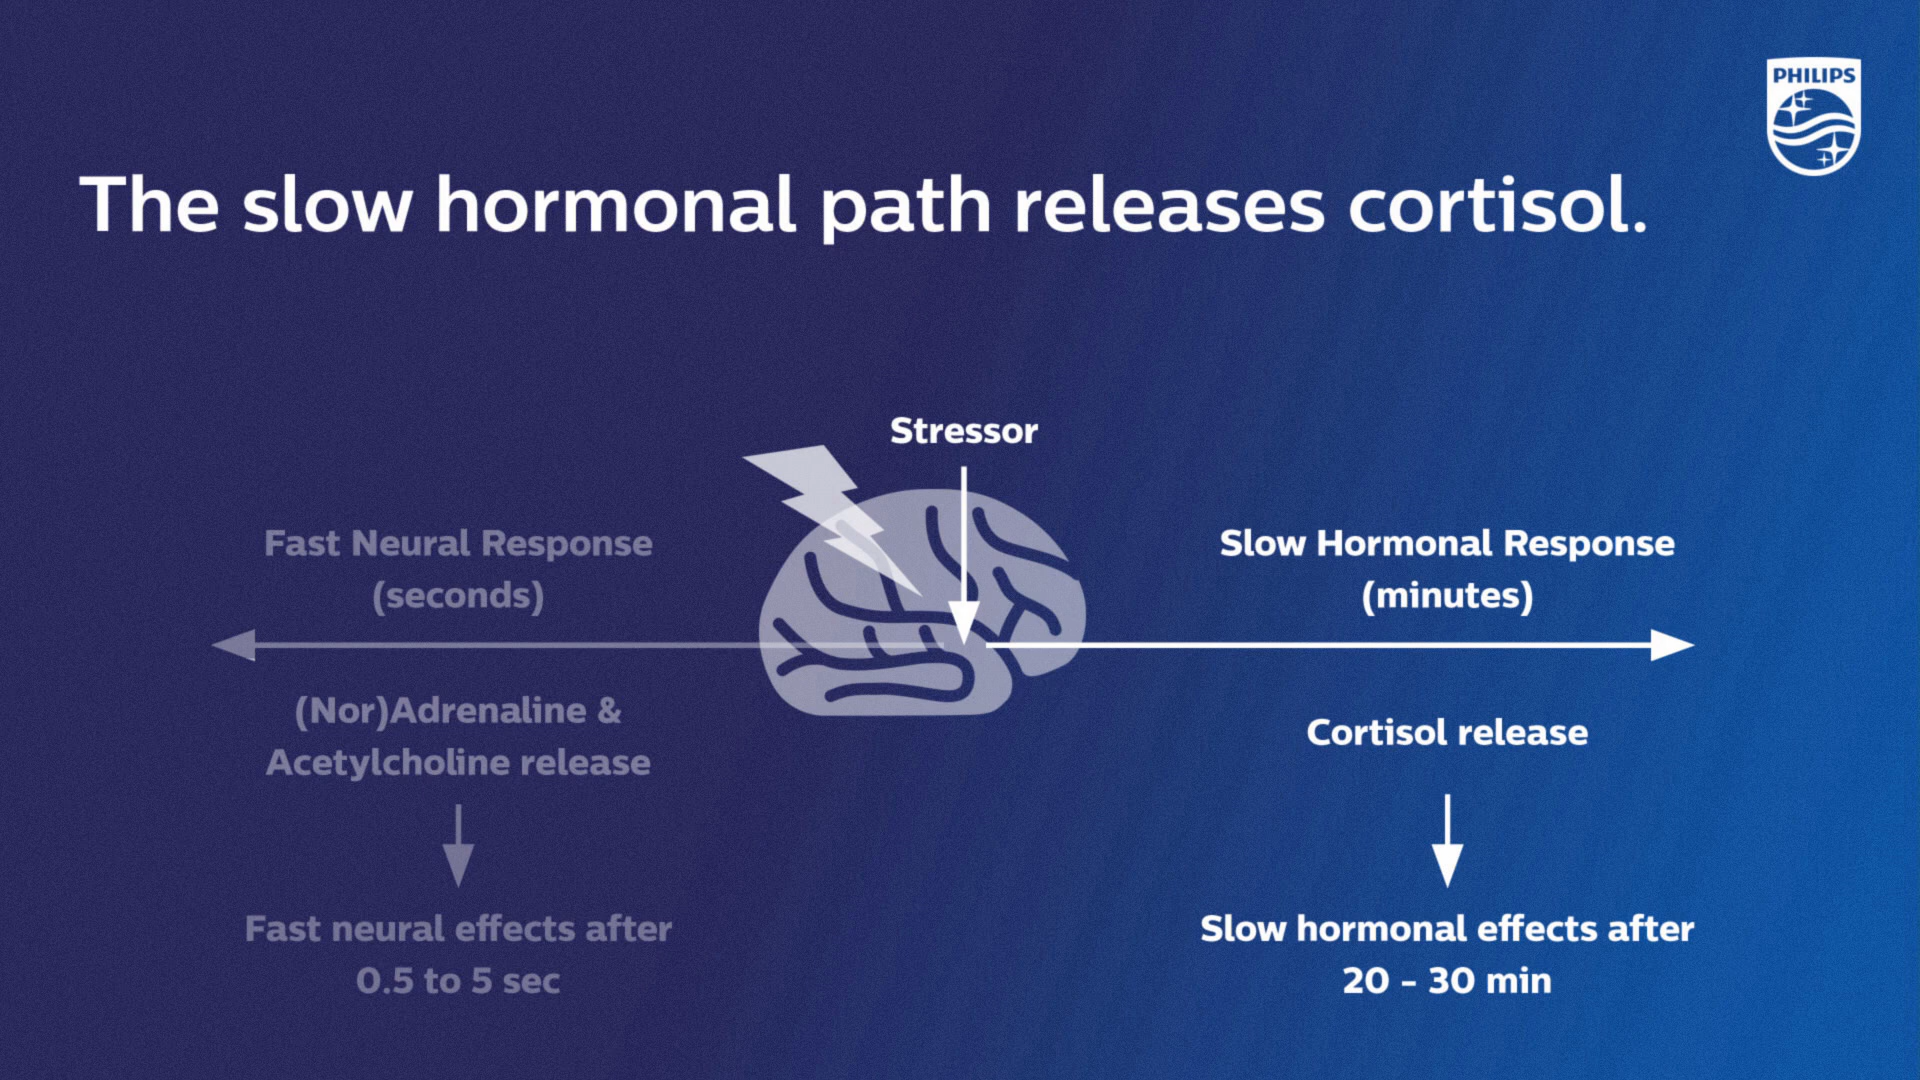 PHILIPS
The slow hormonal path releases cortisol.
Stressor
Fast Neural Response
(seconds)
(Nor)Adrenaline &
Acetylcholine release
Fast neural effects after
0.5 to 5 sec
Slow Hormonal Response
(minutes)
Cortisol release
Slow hormonal effects after
20 – 30 min